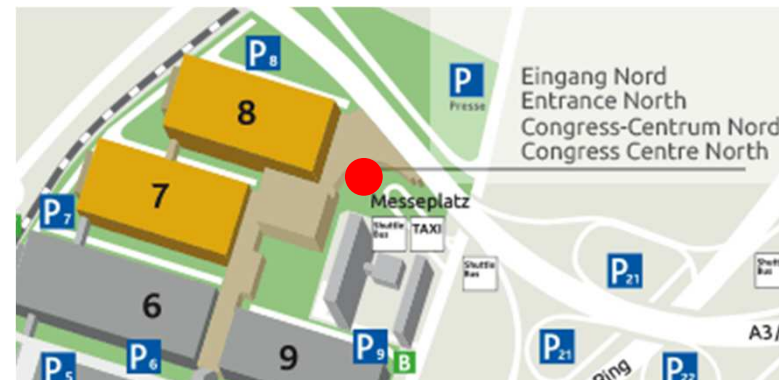 P8
P
Presse
Eingang Nord
Entrance North
Congress-Centrum Nord
Congress Centre North
8
7
Messeplatz
P7
Shuttle Bus
TAXI
Shuttle Bus
P21
6
A3/
P9
B
P21
9
P6
P5
Ring
P22